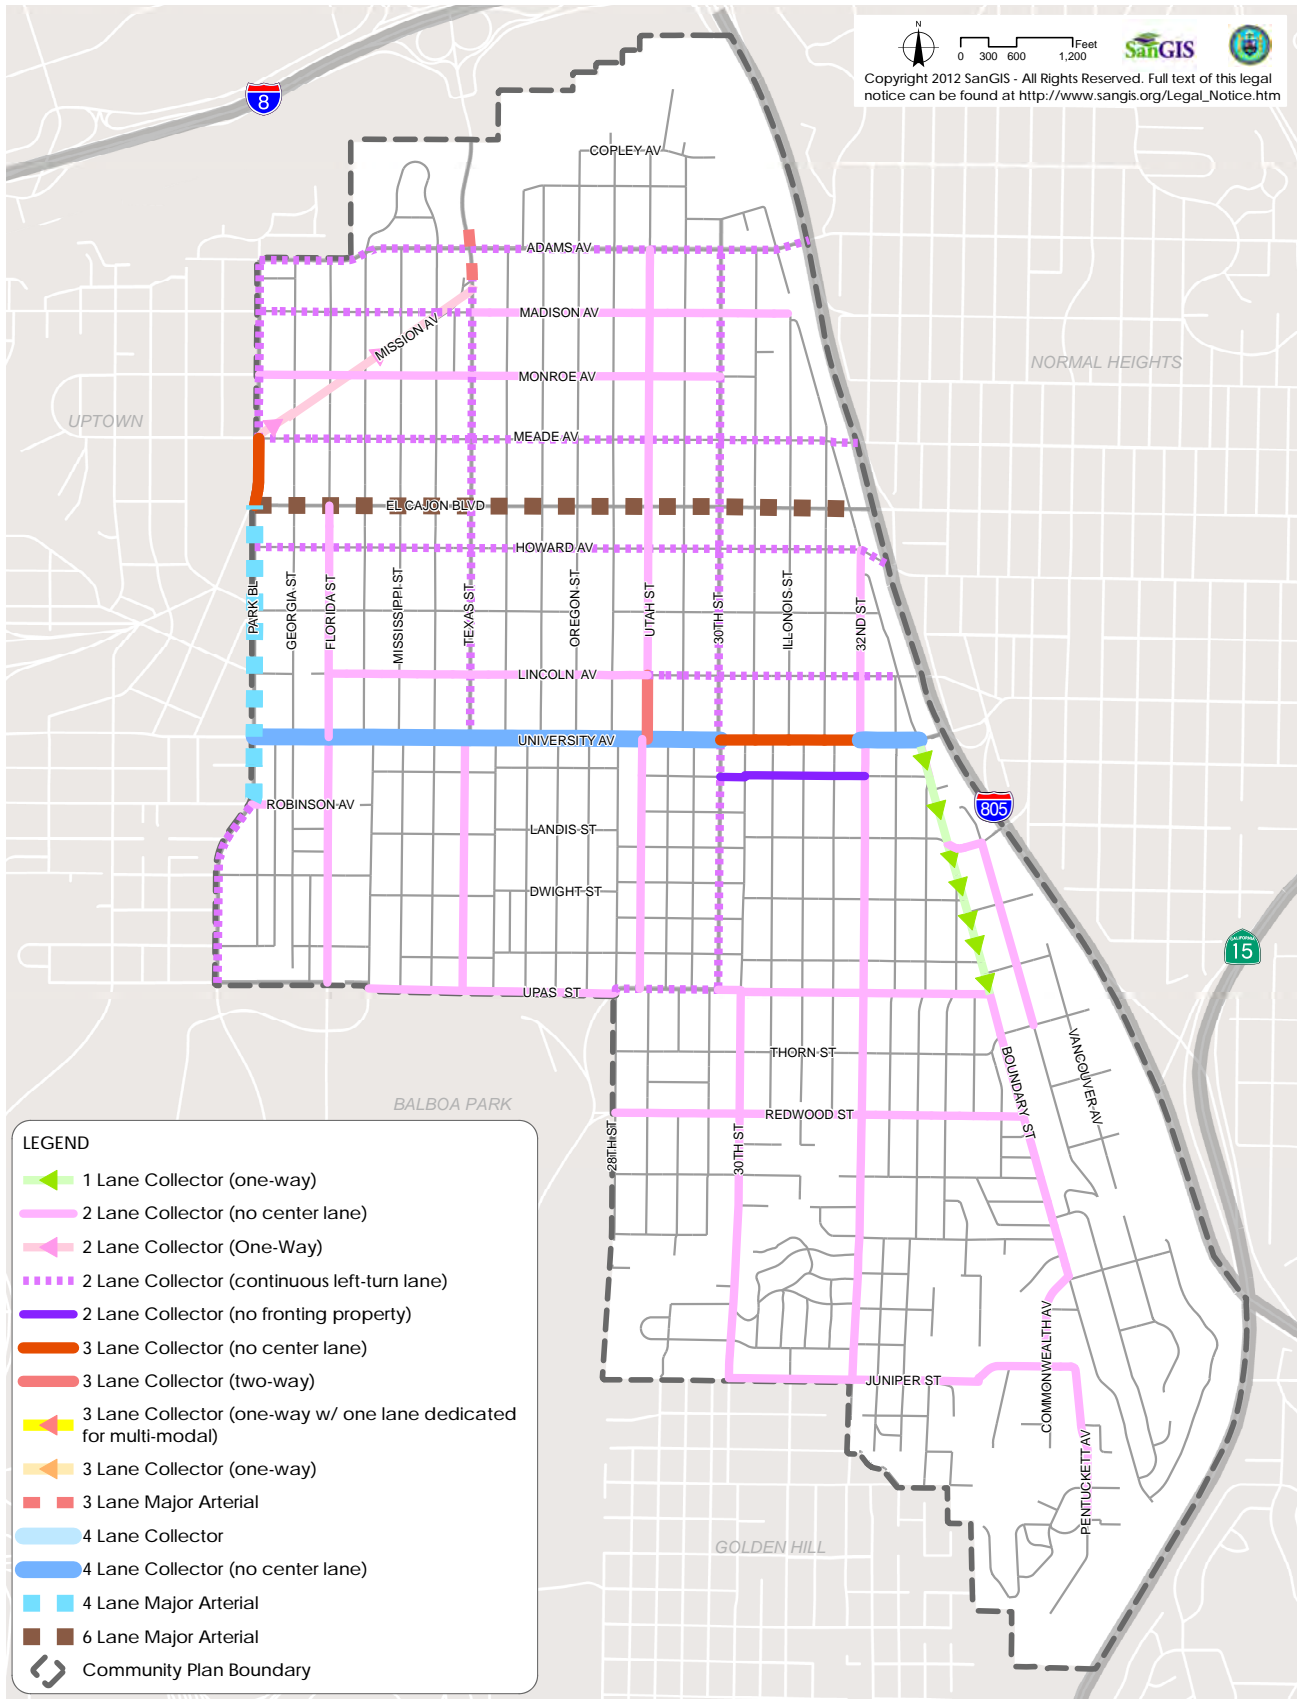 N
0 300 600 1,200
Feet
SanGIS
Copyright 2012 SanGIS - All Rights Reserved. Full text of this legal
notice can be found at http://www.sangis.org/Legal_Notice.htm
8
COPLEY AV
ADAMS AV
MADISON AV
MISSION AV
NORMAL HEIGHTS
MONROE AV
UPTOWN
MEADE AV
EL CAJON BLVD
HOWARD AV
PARK BL
GEORGIA ST
FLORIDA ST
MISSISSIPPI ST
TEXAS ST
OREGON ST
UTAH ST
30TH ST
ILLONOIS ST
32ND ST
LINCOLN AV
UNIVERSITY AV
ROBINSON AV
805
LANDIS ST
DWIGHT ST
CALIFORNIA
15
UPAS ST
THORN ST
BOUNDARY ST
VANCOUVER AV
BALBOA PARK
REDWOOD ST
28TH ST
30TH ST
JUNIPER ST
COMMONWEALTH AV
PENTUCKETT AV
GOLDEN HILL
LEGEND
1 Lane Collector (one-way)
2 Lane Collector (no center lane)
2 Lane Collector (One-Way)
2 Lane Collector (continuous left-turn lane)
2 Lane Collector (no fronting property)
3 Lane Collector (no center lane)
3 Lane Collector (two-way)
3 Lane Collector (one-way w/ one lane dedicated
for multi-modal)
3 Lane Collector (one-way)
3 Lane Major Arterial
4 Lane Collector
4 Lane Collector (no center lane)
4 Lane Major Arterial
6 Lane Major Arterial
Community Plan Boundary